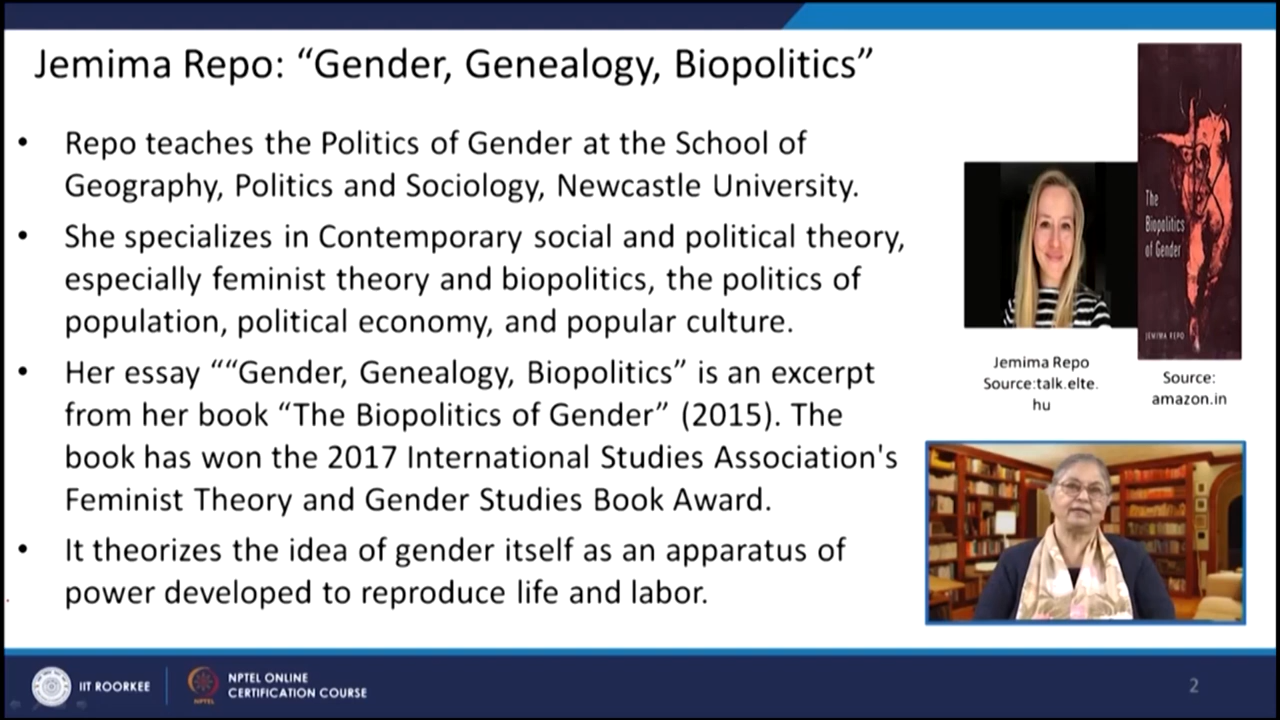 Jemima Repo: “Gender, Genealogy, Biopolitics”
• Repo teaches the Politics of Gender at the School of
Geography, Politics and Sociology, Newcastle University.
• She specializes in Contemporary social and political theory,
especially feminist theory and biopolitics, the politics of
population, political economy, and popular culture.
• Her essay ““Gender, Genealogy, Biopolitics” is an excerpt
from her book “The Biopolitics of Gender” (2015). The
book has won the 2017 International Studies Association's
Feminist Theory and Gender Studies Book Award.
• It theorizes the idea of gender itself as an apparatus of
power developed to reproduce life and labor.
The
Biopolitics
of Gender
JEMIMA REPO
Jemima Repo
Source:talk.elte.
hu
Source:
amazon.in
IIT ROORKEE
NPTEL
NPTEL ONLINE
CERTIFICATION COURSE
2